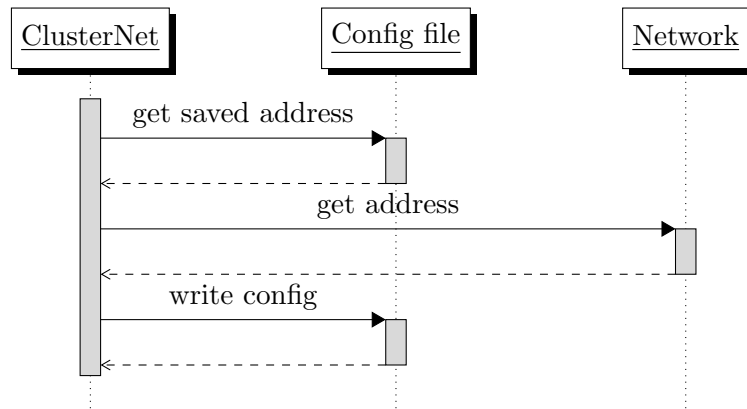 ClusterNet
Config file
Network
get saved address
get address
write config